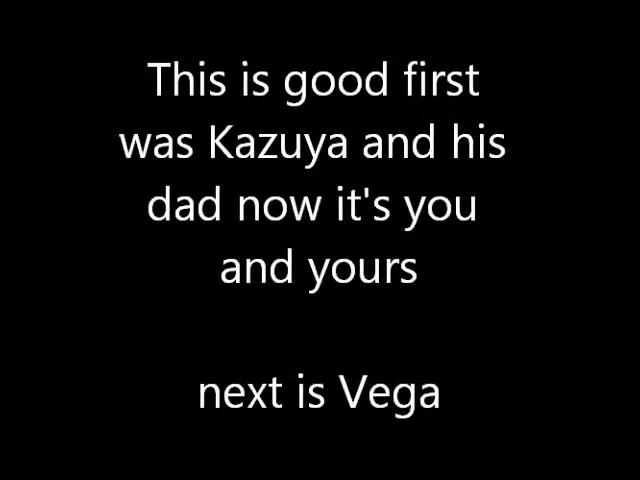 This is good first
was Kazuya and his
dad now it's you
and yours
next is Vega